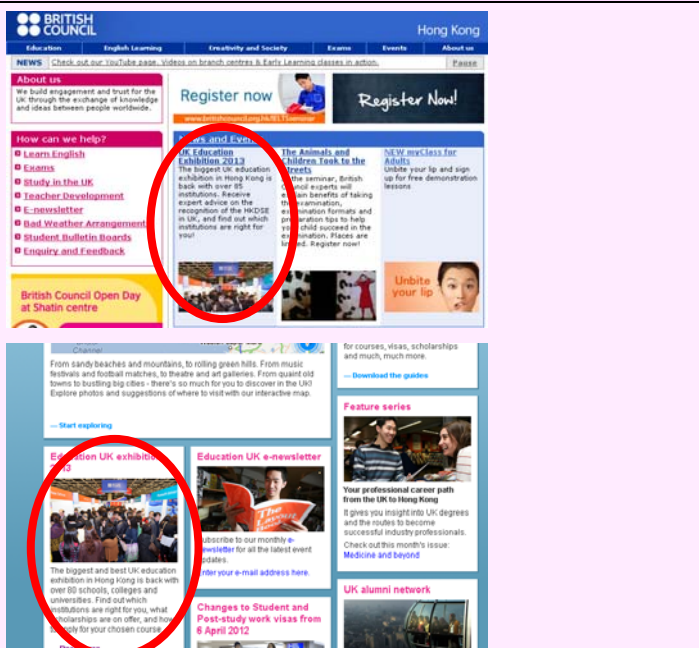 BRITISH
COUNCIL
Hong Kong
Education English Learning Creativity and Society Exams Events About us
NEWS Check out our YouTube page. Videos on branch centres & Early Learning classes in action. Pause
About us
We build engagement and trust for the
UK through the exchange of knowledge
and ideas between people worldwide.
Register now
www.britishcouncil.org.hk/IELTSseminar
Register Now!
How can we help?
Learn English
Exams
Study in the UK
Teacher Development
E-newsletter
Bad Weather Arrangement
Student Bulletin Boards
Enquiry and Feedback
British Council Open Day
at Shatin centre
News and Events
UK Education
Exhibition 2013
The biggest UK education
exhibition in Hong Kong is
back with over 85
institutions. Receive
expert advice on the
recognition of the HKDSE
in UK, and find out which
institutions are right for
you!
The Animals and
Children Took to the
Streets
the seminar, British
Council experts will
explain benefits of taking
the examination,
examination formats and
preparation tips to help
your child succeed in the
examination. Places are
limited. Register now!
NEW myClass for
Adults
Unbite your lip and sign
up for free demonstration
lessons
Unbite
your lip
Channel
From sandy beaches and mountains, to rolling green hills. From music
festivals and football matches, to theatre and art galleries. From quaint old
towns to bustling big cities - there's so much for you to discover in the UK!
Explore photos and suggestions of where to visit with our interactive map.
Start exploring
for courses, visas, scholarships
and much, much more.
Download the guides
Education UK exhibition
2013
The biggest and best UK education
exhibition in Hong Kong is back with
over 80 schools, colleges and
universities. Find out which
institutions are right for you, what
scholarships are on offer, and how
to apply for your chosen course.
Education UK e-newsletter
The
Layout
Subscribe to our monthly e-
newsletter for all the latest event
updates.
Enter your e-mail address here.
Changes to Student and
Post-study work visas from
6 April 2012
Feature series
Your professional career path
from the UK to Hong Kong
It gives you insight into UK degrees
and the routes to become
successful industry professionals.
Check out this month's issue:
Medicine and beyond
UK alumni network